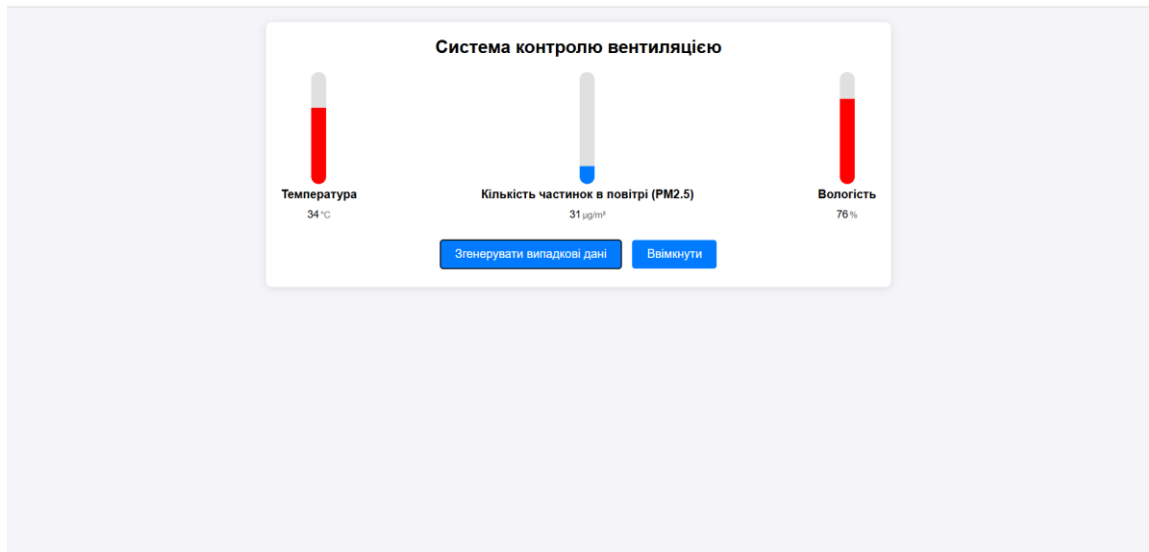 Система контролю вентиляцією
Температура
34 °C
Кількість частинок в повітрі (PM2.5)
31 µg/m³
Вологість
76 %
Згенерувати випадкові дані
Ввімкнути